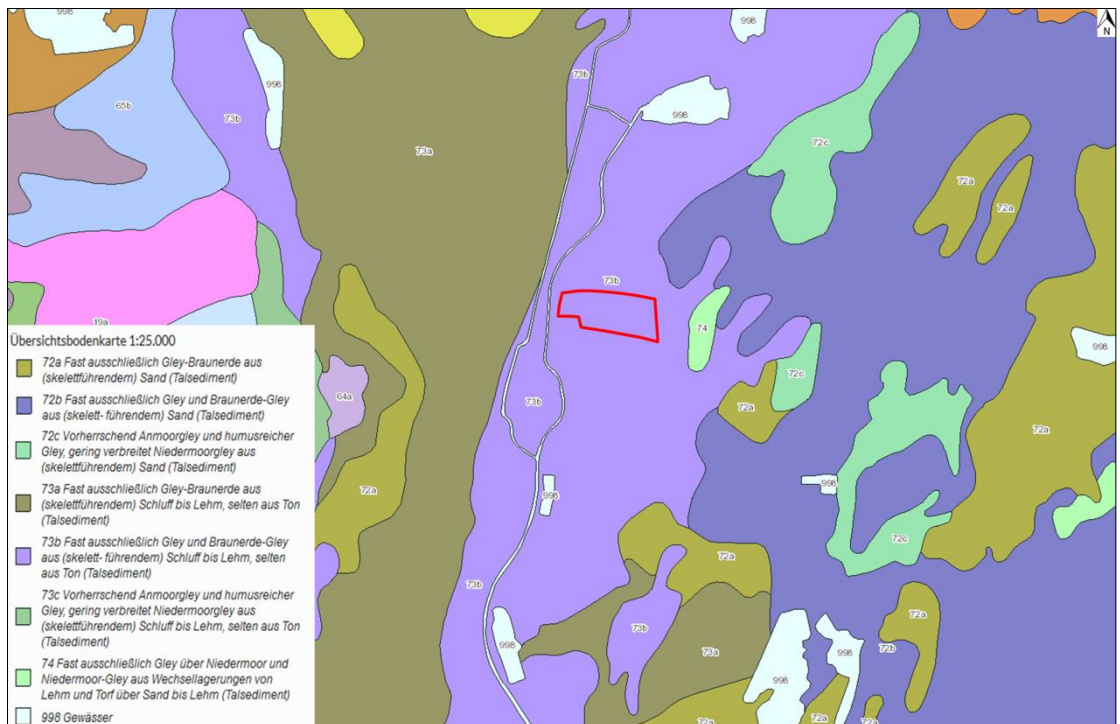 998
998
N
65b
73b
998
73b
998
73a
72c
72a
72a
73b
19a
74
998
Übersichtsbodenkarte 1:25.000
72a Fast ausschließlich Gley-Braunerde aus
(skelettführendem) Sand (Talsediment)
72b Fast ausschließlich Gley und Braunerde-Gley
aus (skelett- führendem) Sand (Talsediment)
72c Vorherrschend Anmoorgley und humusreicher
Gley, gering verbreitet Niedermoorgley aus
(skelettführendem) Sand (Talsediment)
73a Fast ausschließlich Gley-Braunerde aus
(skelettführendem) Schluff bis Lehm, selten aus Ton
(Talsediment)
73b Fast ausschließlich Gley und Braunerde-Gley
aus (skelett- führendem) Schluff bis Lehm, selten
aus Ton (Talsediment)
73c Vorherrschend Anmoorgley und humusreicher
Gley, gering verbreitet Niedermoorgley aus
(skelettführendem) Schluff bis Lehm, selten aus Ton
(Talsediment)
74 Fast ausschließlich Gley über Niedermoor und
Niedermoor-Gley aus Wechsellagerungen von
Lehm und Torf über Sand bis Lehm (Talsediment)
998 Gewässer
64a
73b
72c
72a
72a
72a
998
998
72c
72a
73b
998
73b
73a
72a
72b
998
998
72a
72a
72a